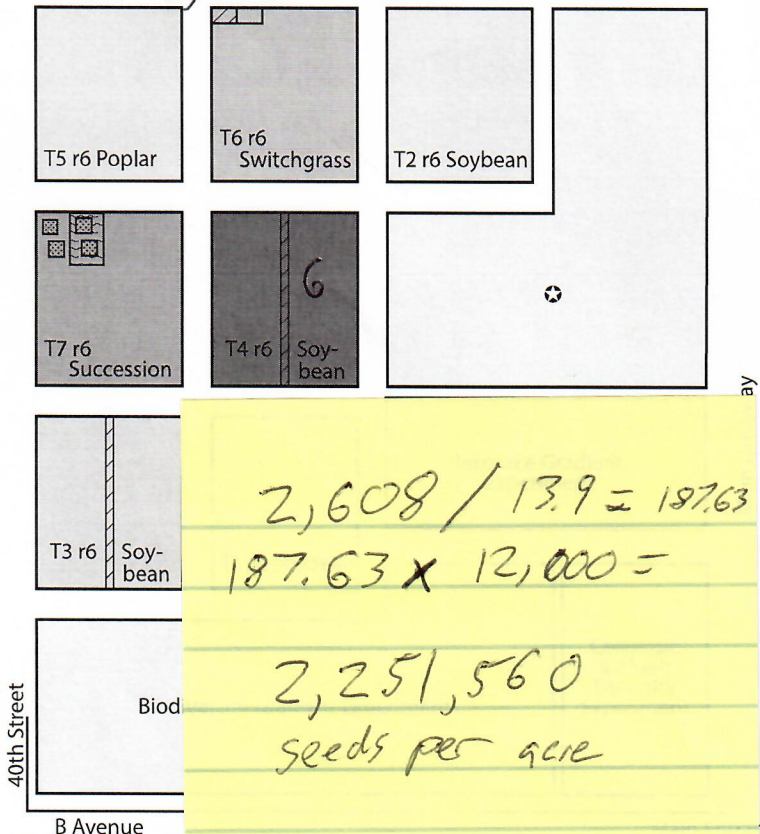 T5 r6 Poplar
T6 r6
Switchgrass
T2 r6 Soybean
6
T7 r6
Succession
T4 r6 Soy-
bean
ay
T3 r6 Soy-
bean
2,608 / 13.9 = 187.63
187.63 x 12,000 =
2,251,560
seeds per acre
Biod
40th Street
B Avenue